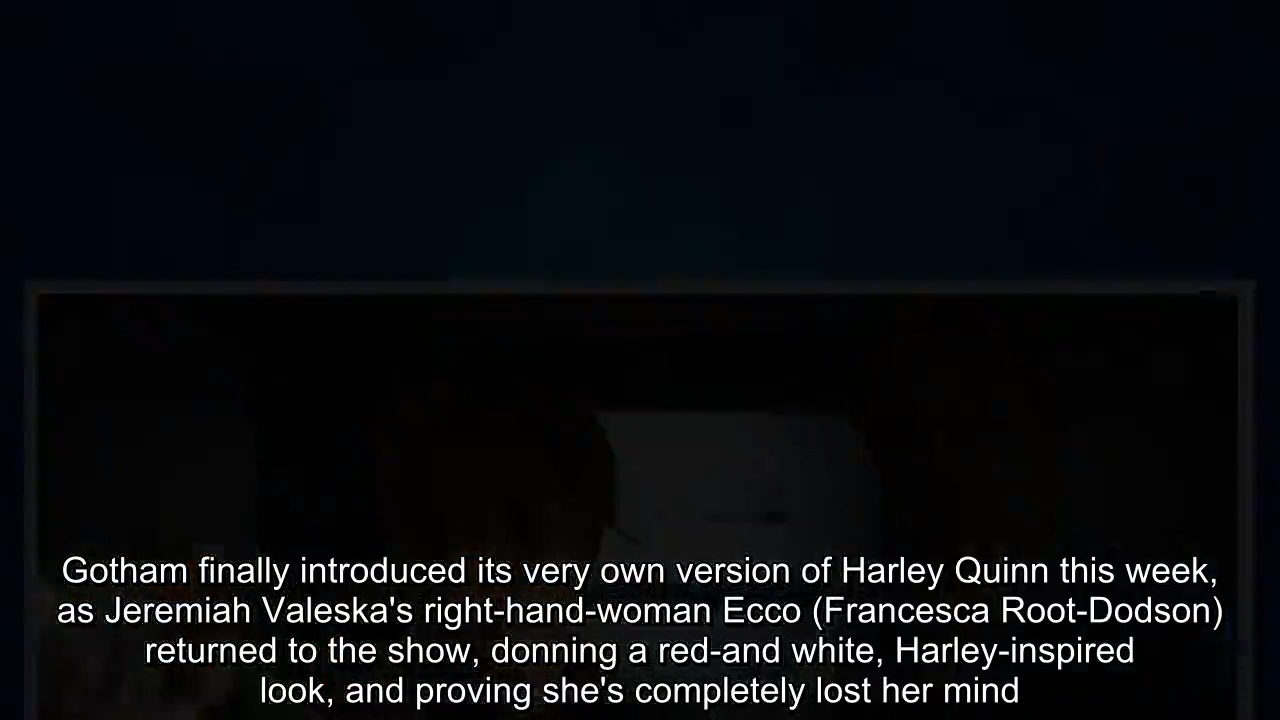 Gotham finally introduced its very own version of Harley Quinn this week,
as Jeremiah Valeska's right-hand-woman Ecco (Francesca Root-Dodson)
returned to the show, donning a red-and white, Harley-inspired
look, and proving she's completely lost her mind